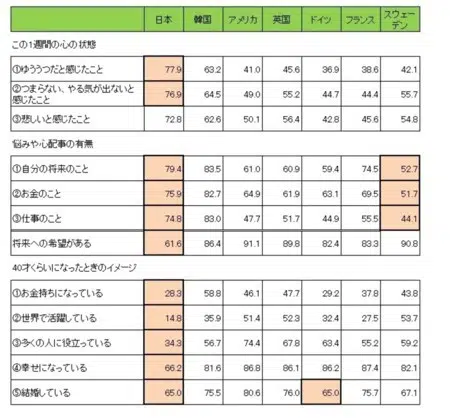 日本 韓国 アメリカ 英国 ドイツ フランス スウェーデン
この1週間の心の状態
①ゆううつだと感じたこと 77.9 63.2 41.0 45.6 36.9 38.6 42.1
②つまらない、やる気が出ないと感じたこと 76.9 64.5 49.0 55.2 44.7 44.4 55.7
③悲しいと感じたこと 72.8 62.6 50.1 56.4 42.8 45.6 54.8
悩みや心配事の有無
①自分の将来のこと 79.4 83.5 61.0 60.9 59.4 74.5 52.7
②お金のこと 75.9 82.7 64.9 61.9 63.1 69.5 51.7
③仕事のこと 74.8 83.0 47.7 51.7 44.9 55.5 44.1
将来への希望がある 61.6 86.4 91.1 89.8 82.4 83.3 90.8
40才くらいになったときのイメージ
①お金持ちになっている 28.3 58.8 46.1 47.7 29.2 37.8 43.8
②世界で活躍している 14.8 35.9 51.4 52.3 32.4 27.5 53.7
③多くの人に役立っている 34.3 56.7 74.4 67.8 63.4 55.2 59.2
④幸せになっている 66.2 81.6 86.8 86.1 86.2 87.4 82.1
⑤結婚している 65.0 75.5 80.6 76.0 65.0 75.7 67.1